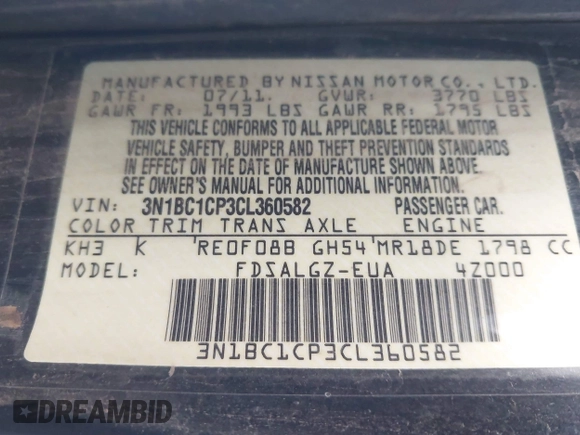 MANUFACTURED BY NISSAN MOTOR CO., LTD.
DATE: 07/11. GVWR: 3770 LBS
GAWR FR: 1993 LBS GAWR RR: 1795 LBS
THIS VEHICLE CONFORMS TO ALL APPLICABLE FEDERAL MOTOR
VEHICLE SAFETY, BUMPER AND THEFT PREVENTION STANDARDS
IN EFFECT ON THE DATE OF MANUFACTURE SHOWN ABOVE
SEE OWNER'S MANUAL FOR ADDITIONAL INFORMATION.
VIN: 3N1BC1CP3CL360582 PASSENGER CAR.
COLOR TRIM TRANS AXLE ENGINE
KH3 K RE0F08B GH54 MR18DE 1798 CC
MODEL: FDSALGZ-EUA 4Z000
3N1BC1CP3CL360582
DREAMBID